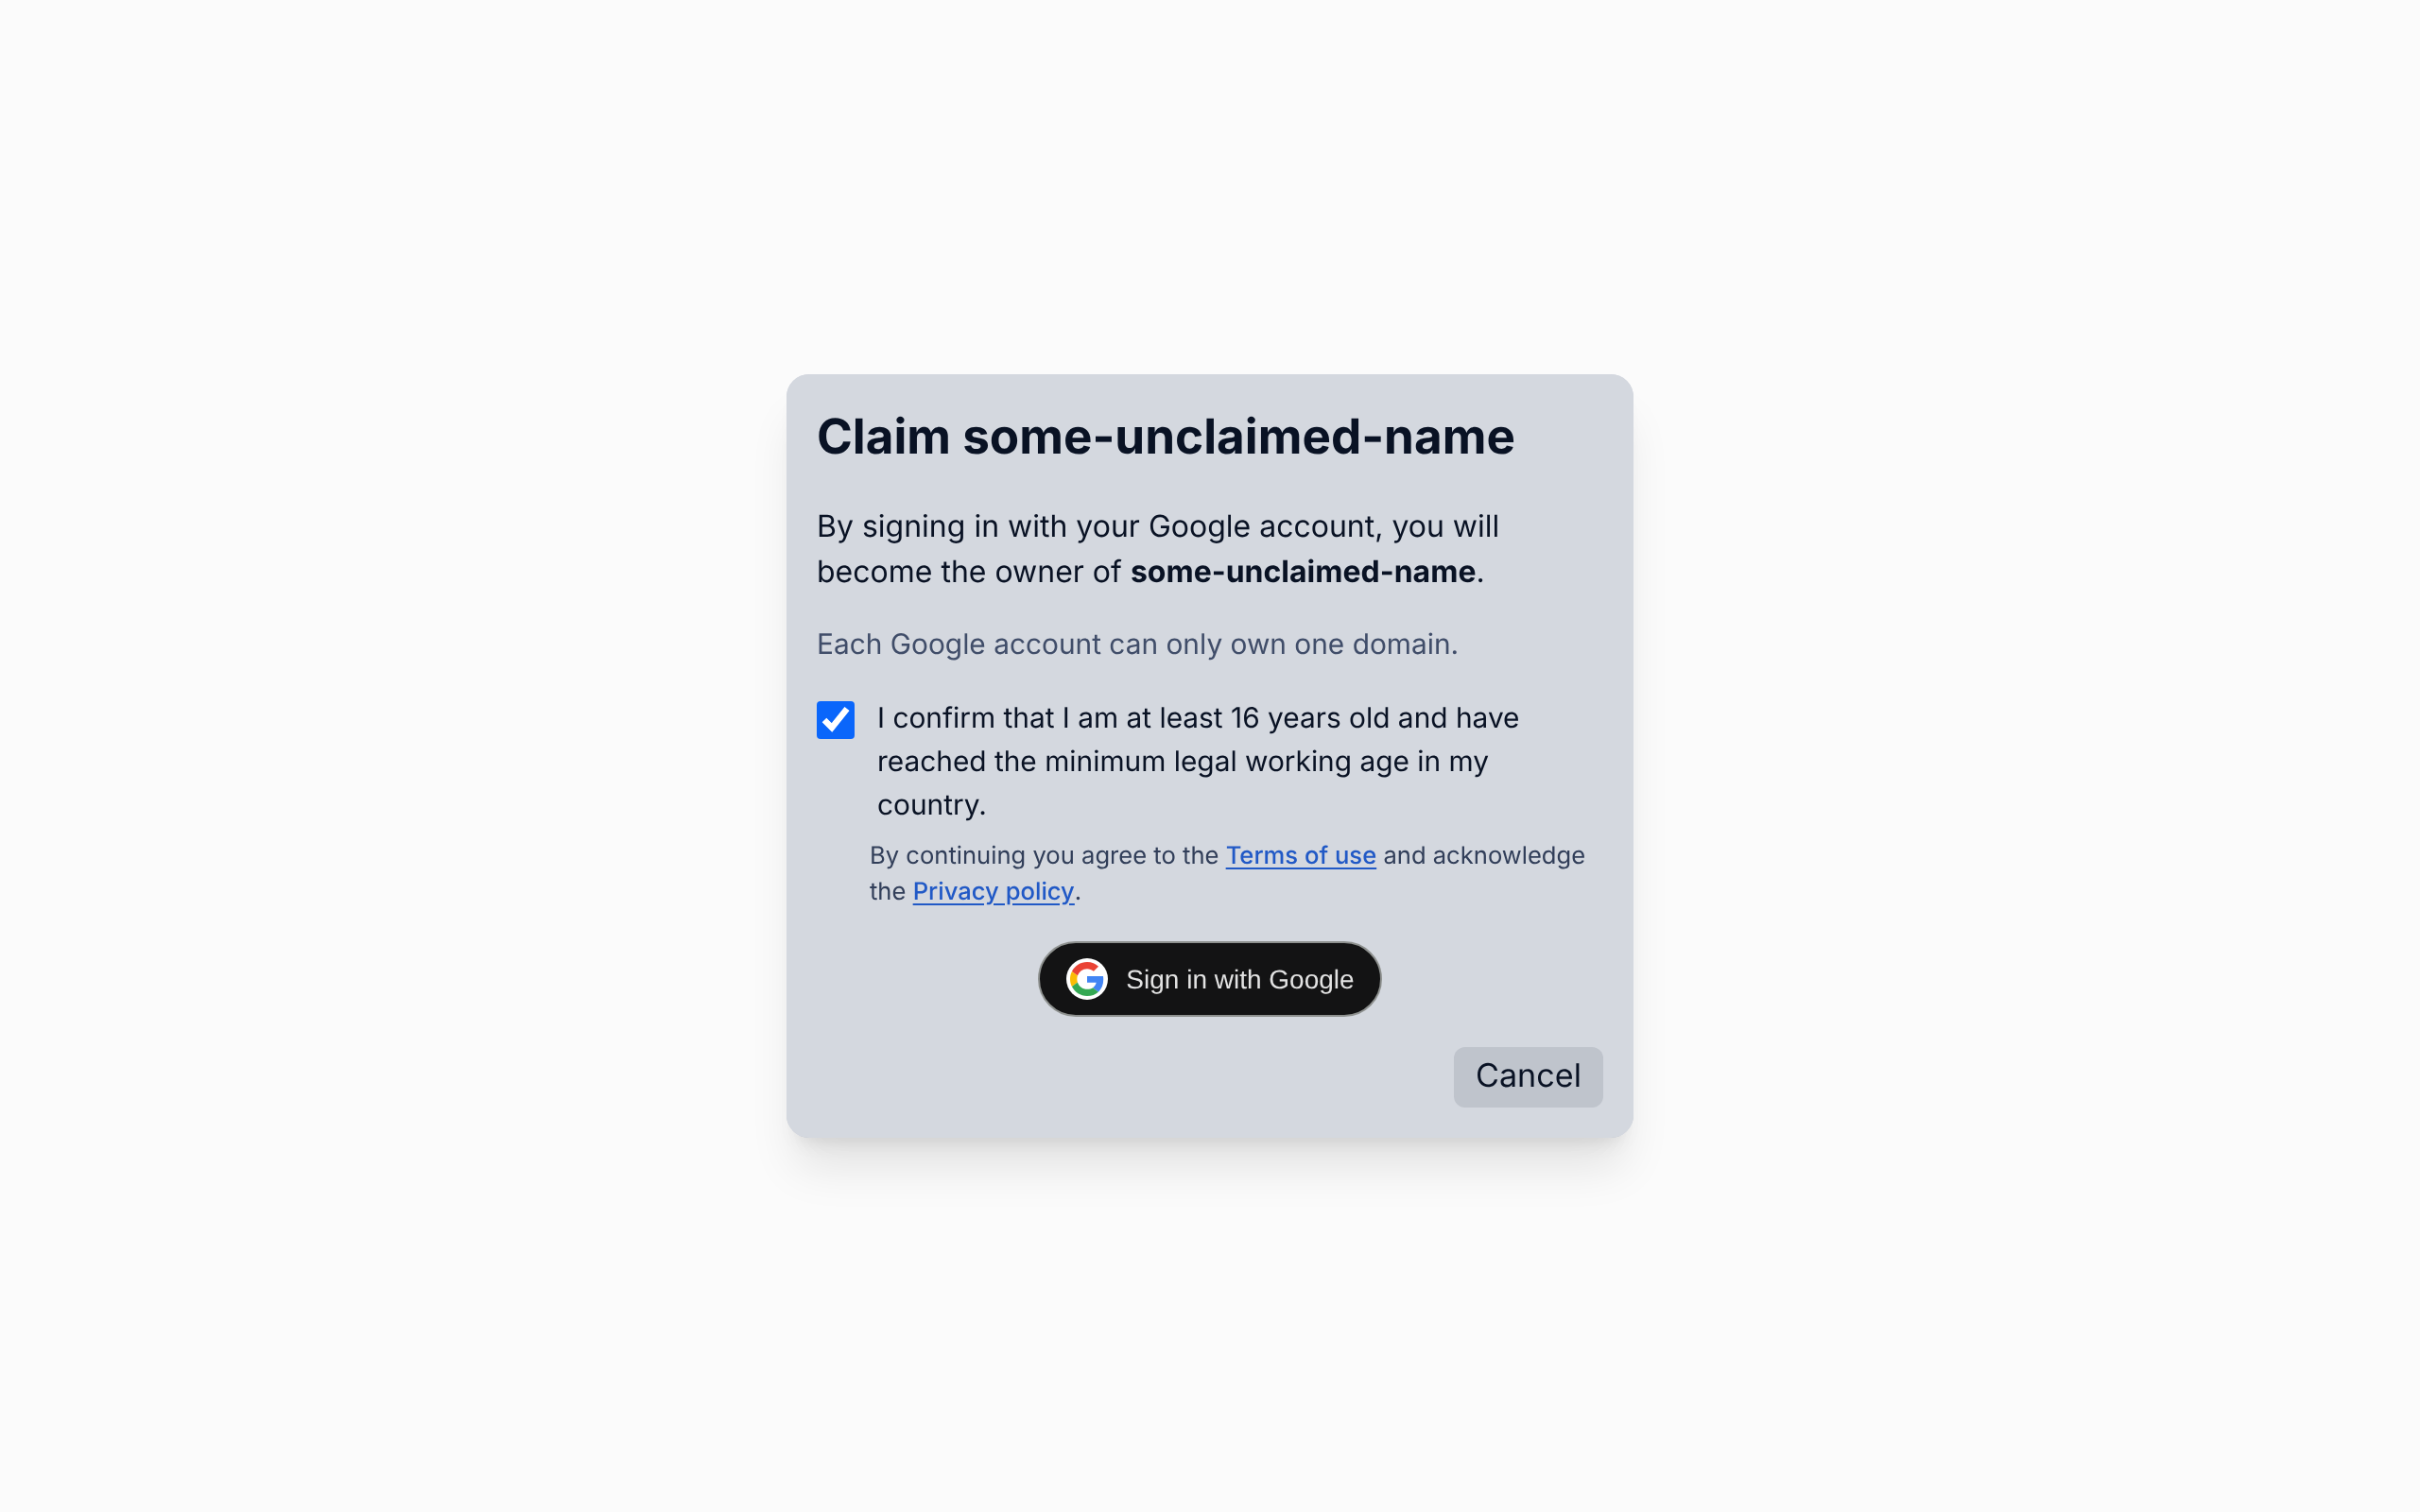 Claim some-unclaimed-name
By signing in with your Google account, you will
become the owner of some-unclaimed-name.
Each Google account can only own one domain.
I confirm that I am at least 16 years old and have
reached the minimum legal working age in my
country.
By continuing you agree to the Terms of use and acknowledge
the Privacy policy.
Sign in with Google
Cancel